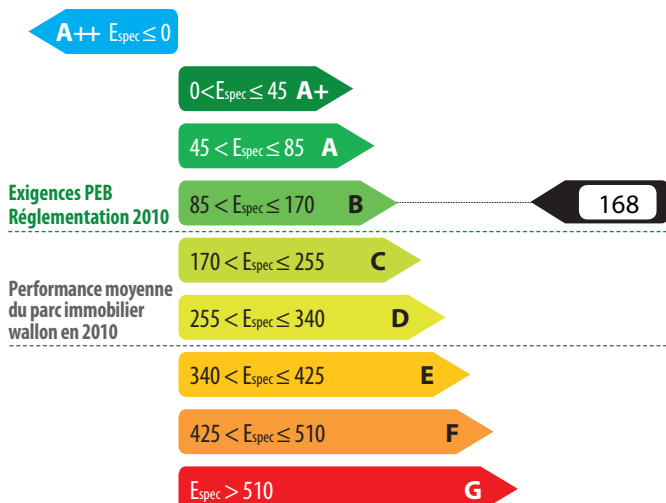 A++ Espec ≤ 0
0<Espec ≤ 45 A+
45 < Espec ≤ 85 A
Exigences PEB
Réglementation 2010
85 < Espec ≤ 170 B
168
170 < Espec ≤ 255 C
Performance moyenne
du parc immobilier
wallon en 2010
255 < Espec ≤ 340 D
340 < Espec ≤ 425 E
425 < Espec ≤ 510 F
Espec > 510 G